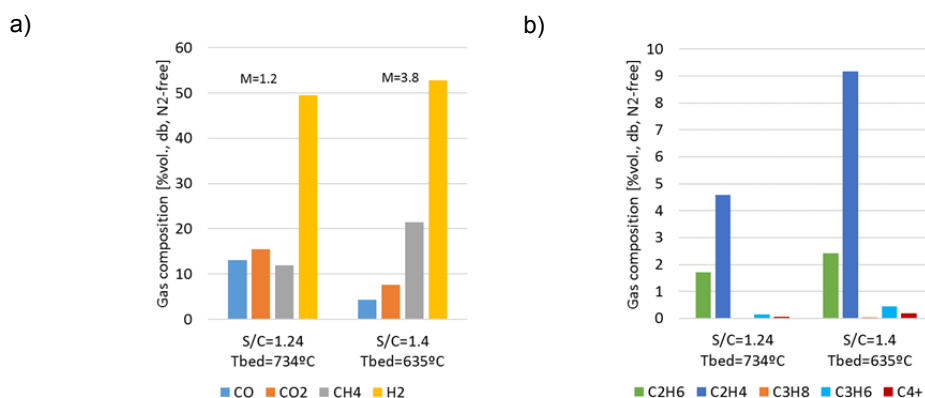 a)
Gas composition [%vol., db, N2-free]
60
50
40
30
20
10
0
M=1.2
M=3.8
S/C=1.24
Tbed=734ºC
S/C=1.4
Tbed=635ºC
CO CO2 CH4 H2
b)
Gas composition [%vol., db, N2-free]
10
9
8
7
6
5
4
3
2
1
0
S/C=1.24
Tbed=734ºC
S/C=1.4
Tbed=635ºC
C2H6 C2H4 C3H8 C3H6 C4+